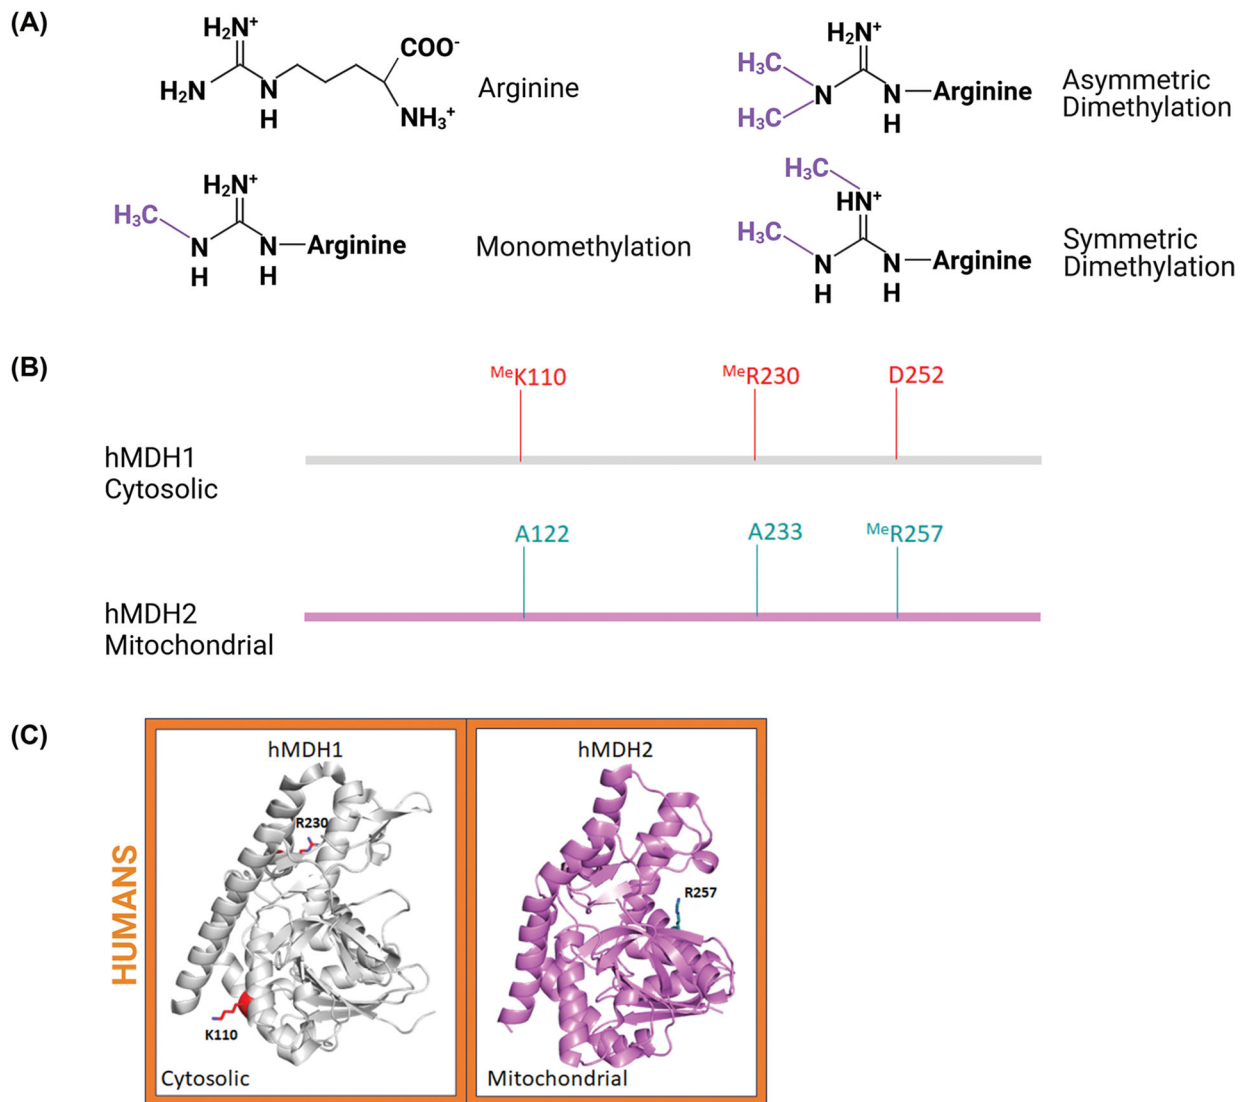 (A)
H₂N⁺
H₂N
N
H
COO⁻
NH₃⁺
Arginine
H₂N⁺
H₃C
H₃C
N
N
H
Arginine
Asymmetric
Dimethylation
H₂N⁺
H₃C
N
H
N
H
Arginine
Monomethylation
H₃C
HN⁺
H₃C
N
H
N
H
Arginine
Symmetric
Dimethylation
(B)
ᴹᵉK110
ᴹᵉR230
D252
hMDH1
Cytosolic
A122
A233
ᴹᵉR257
hMDH2
Mitochondrial
(C)
HUMANS
hMDH1
R230
K110
Cytosolic
hMDH2
R257
Mitochondrial